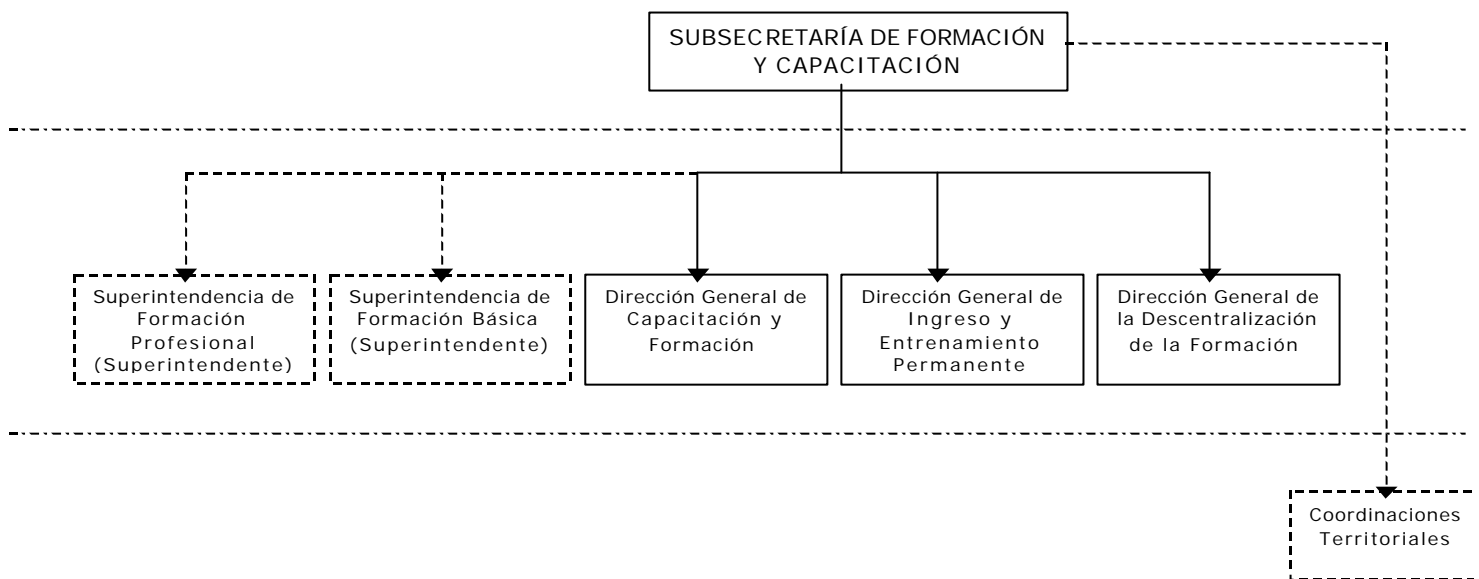 SUBSECRETARÍA DE FORMACIÓN
Y CAPACITACIÓN
Superintendencia de
Formación
Profesional
(Superintendente)
Superintendencia de
Formación Básica
(Superintendente)
Dirección General de
Capacitación y
Formación
Dirección General de
Ingreso y
Entrenamiento
Permanente
Dirección General de
la Descentralización
de la Formación
Coordinaciones
Territoriales